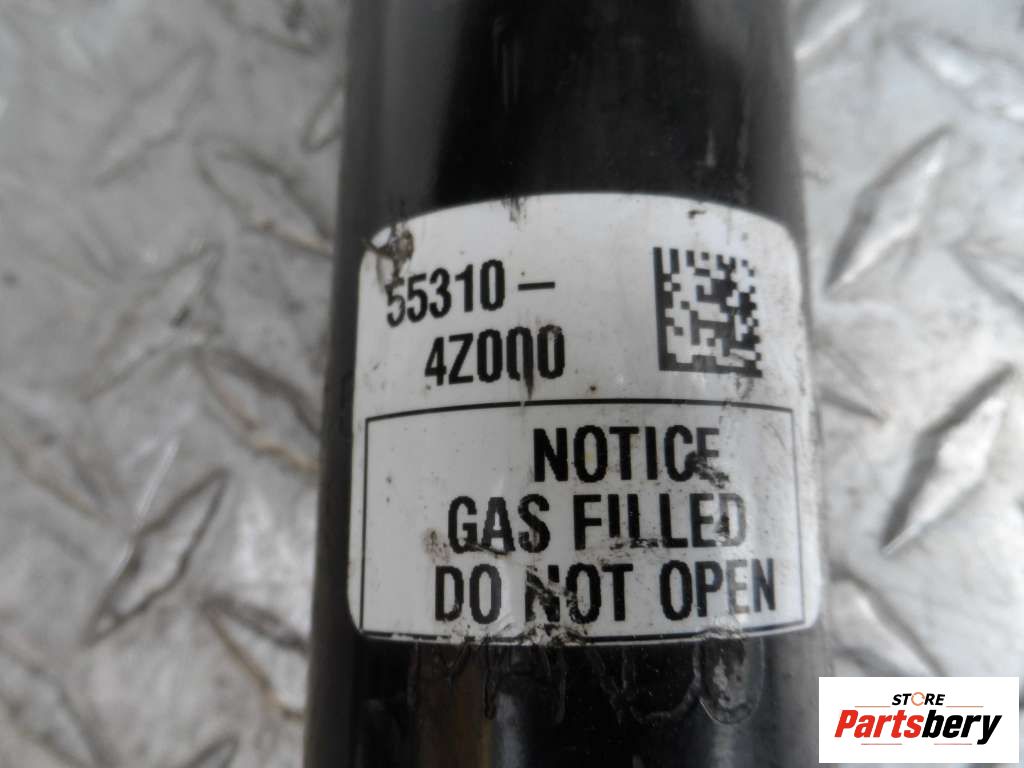 55310-
4Z000
NOTICE
GAS FILLED
DO NOT OPEN
STORE
Partsbery